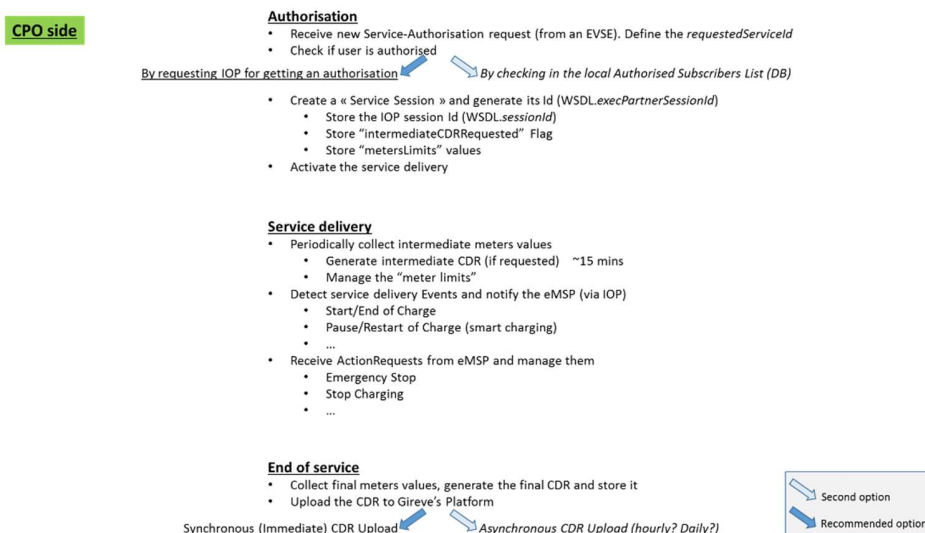 CPO side
Authorisation
• Receive new Service-Authorisation request (from an EVSE). Define the requestedServiceId
• Check if user is authorised
By requesting IOP for getting an authorisation
By checking in the local Authorised Subscribers List (DB)
• Create a « Service Session » and generate its Id (WSDL.execPartnerSessionId)
• Store the IOP session Id (WSDL.sessionId)
• Store “intermediateCDRRequested” Flag
• Store “metersLimits” values
• Activate the service delivery
Service delivery
• Periodically collect intermediate meters values
• Generate intermediate CDR (if requested) ~15 mins
• Manage the “meter limits”
• Detect service delivery Events and notify the eMSP (via IOP)
• Start/End of Charge
• Pause/Restart of Charge (smart charging)
• ...
• Receive ActionRequests from eMSP and manage them
• Emergency Stop
• Stop Charging
• ...
End of service
• Collect final meters values, generate the final CDR and store it
• Upload the CDR to Gireve's Platform
Synchronous (Immediate) CDR Upload
Asynchronous CDR Upload (hourly? Daily?)
Second option
Recommended option